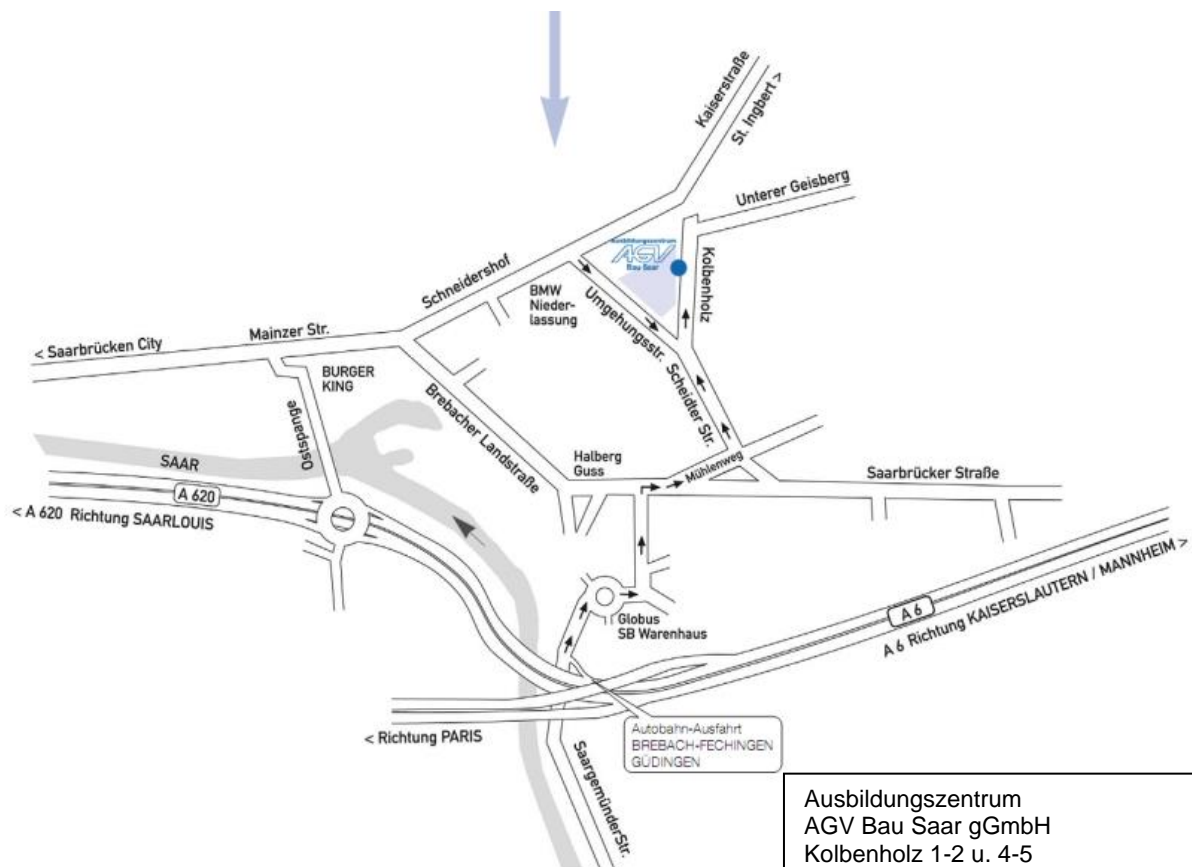 Kaiserstraße
St. Ingbert >
Unterer Geisberg
Ausbildungszentrum
AGV
Bau Saar
Kolbenholz
Schneidershof
BMW
Nieder-
lassung
Umgehungsstr.
Scheidter Str.
Mainzer Str.
< Saarbrücken City
BURGER
KING
Ostspange
Brebacher Landstraße
Halberg
Guss
Mühlenweg
Saarbrücker Straße
SAAR
A 620
< A 620 Richtung SAARLOUIS
Globus
SB Warenhaus
A 6
A 6 Richtung KAISERSLAUTERN / MANNHEIM >
< Richtung PARIS
Autobahn-Ausfahrt
BREBACH-FECHINGEN
GÜDINGEN
SaargemünderStr.
Ausbildungszentrum
AGV Bau Saar gGmbH
Kolbenholz 1-2 u. 4-5